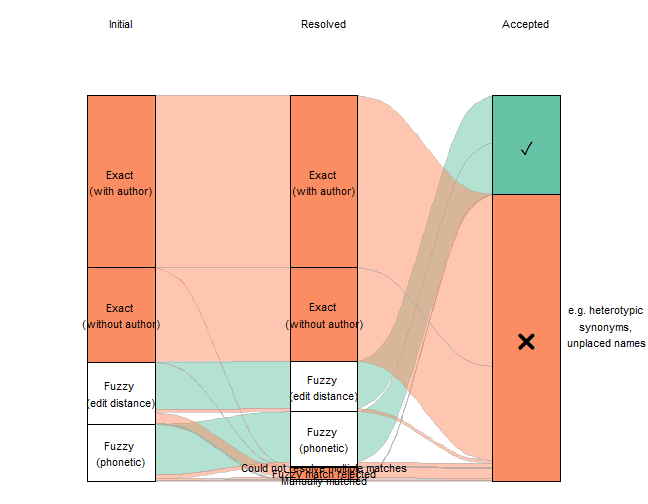 Initial
Resolved
Accepted
Exact
(with author)
Exact
(with author)
Exact
(without author)
Exact
(without author)
e.g. heterotypic
synonyms,
unplaced names
Fuzzy
(edit distance)
Fuzzy
(edit distance)
Fuzzy
(phonetic)
Fuzzy
(phonetic)
Could not resolve multiple matches
Fuzzy match rejected
Manually matched